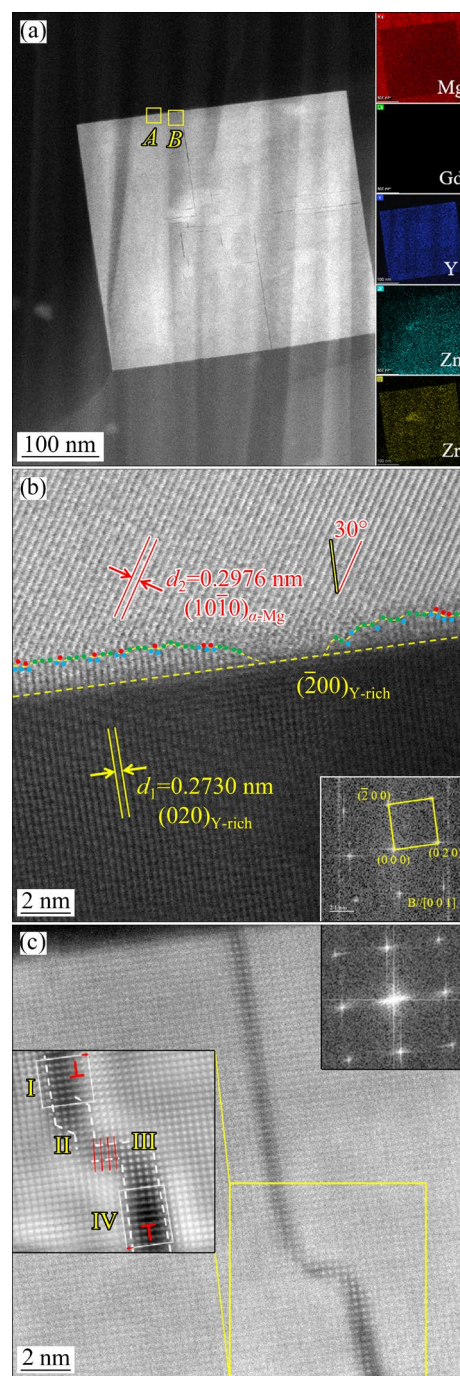 (a)
A
B
100 nm
Mg
Gd
Y
Zn
Zr
(b)
30°
d₂=0.2976 nm
(101̄0)α-Mg
(2̄00)Y-rich
d₁=0.2730 nm
(020)Y-rich
(2̄ 0 0)
(0 0 0)
(0 2 0)
B//[0 0 1]
2 nm
(c)
I
II
III
IV
2 nm